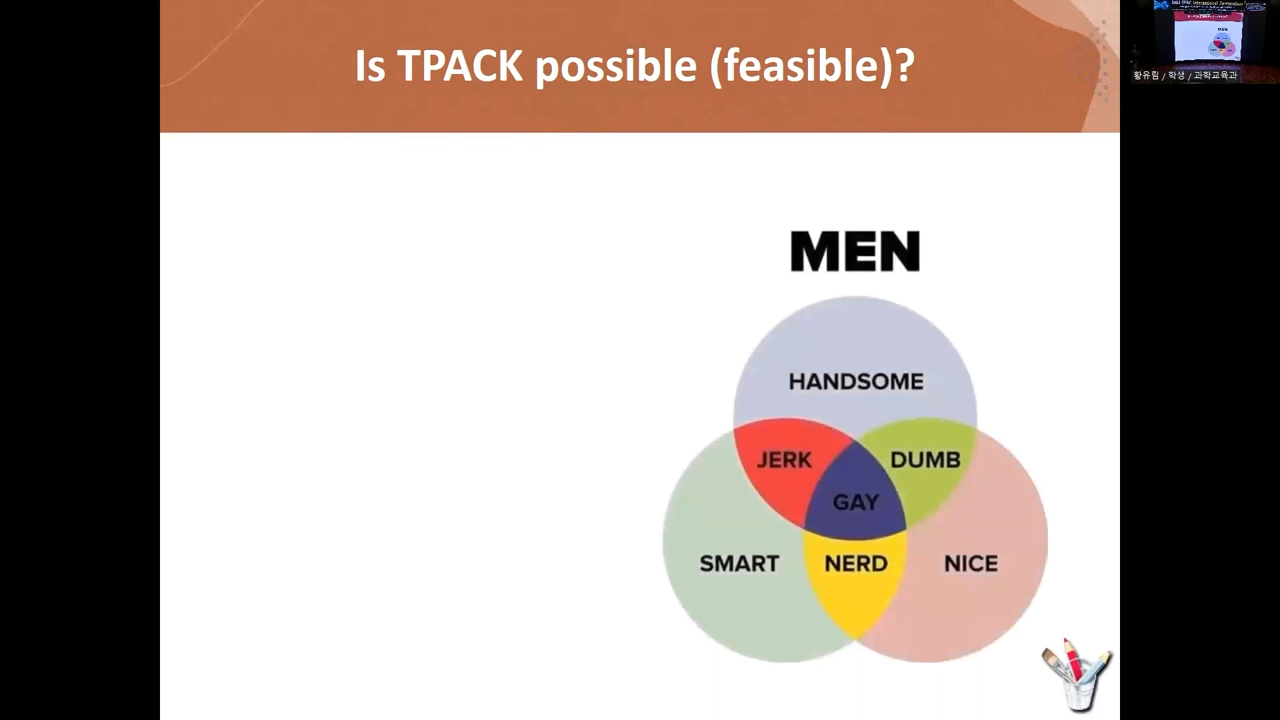 Is TPACK possible (feasible)?
황유림 / 학생 / 과학교육과
MEN
HANDSOME
JERK
DUMB
GAY
SMART
NERD
NICE